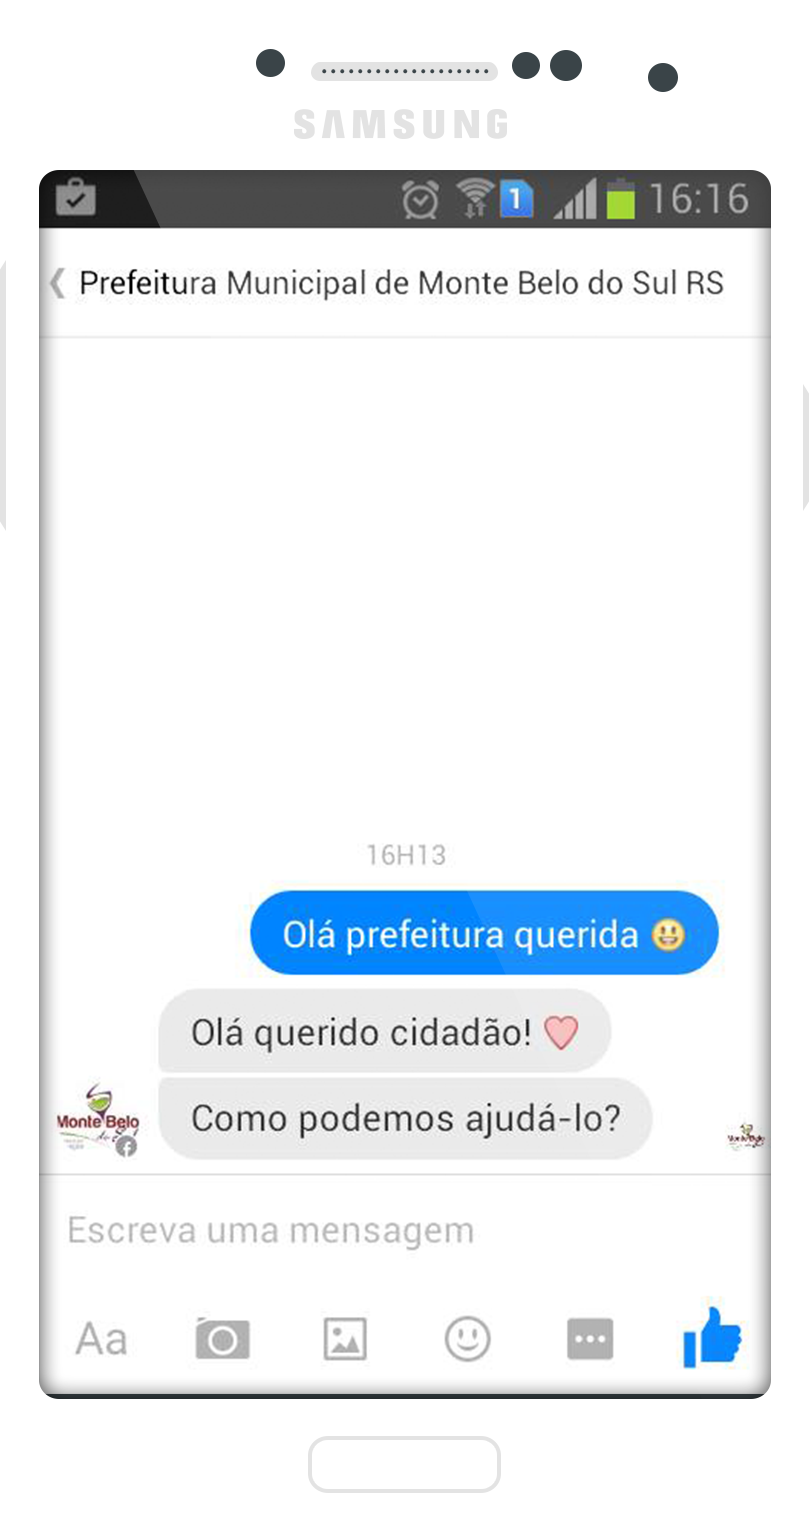 SAMSUNG
1 16:16
Prefeitura Municipal de Monte Belo do Sul RS
16H13
Olá prefeitura querida 😃
Olá querido cidadão! ♥
Como podemos ajudá-lo?
Monte Belo
Escreva uma mensagem
Aa